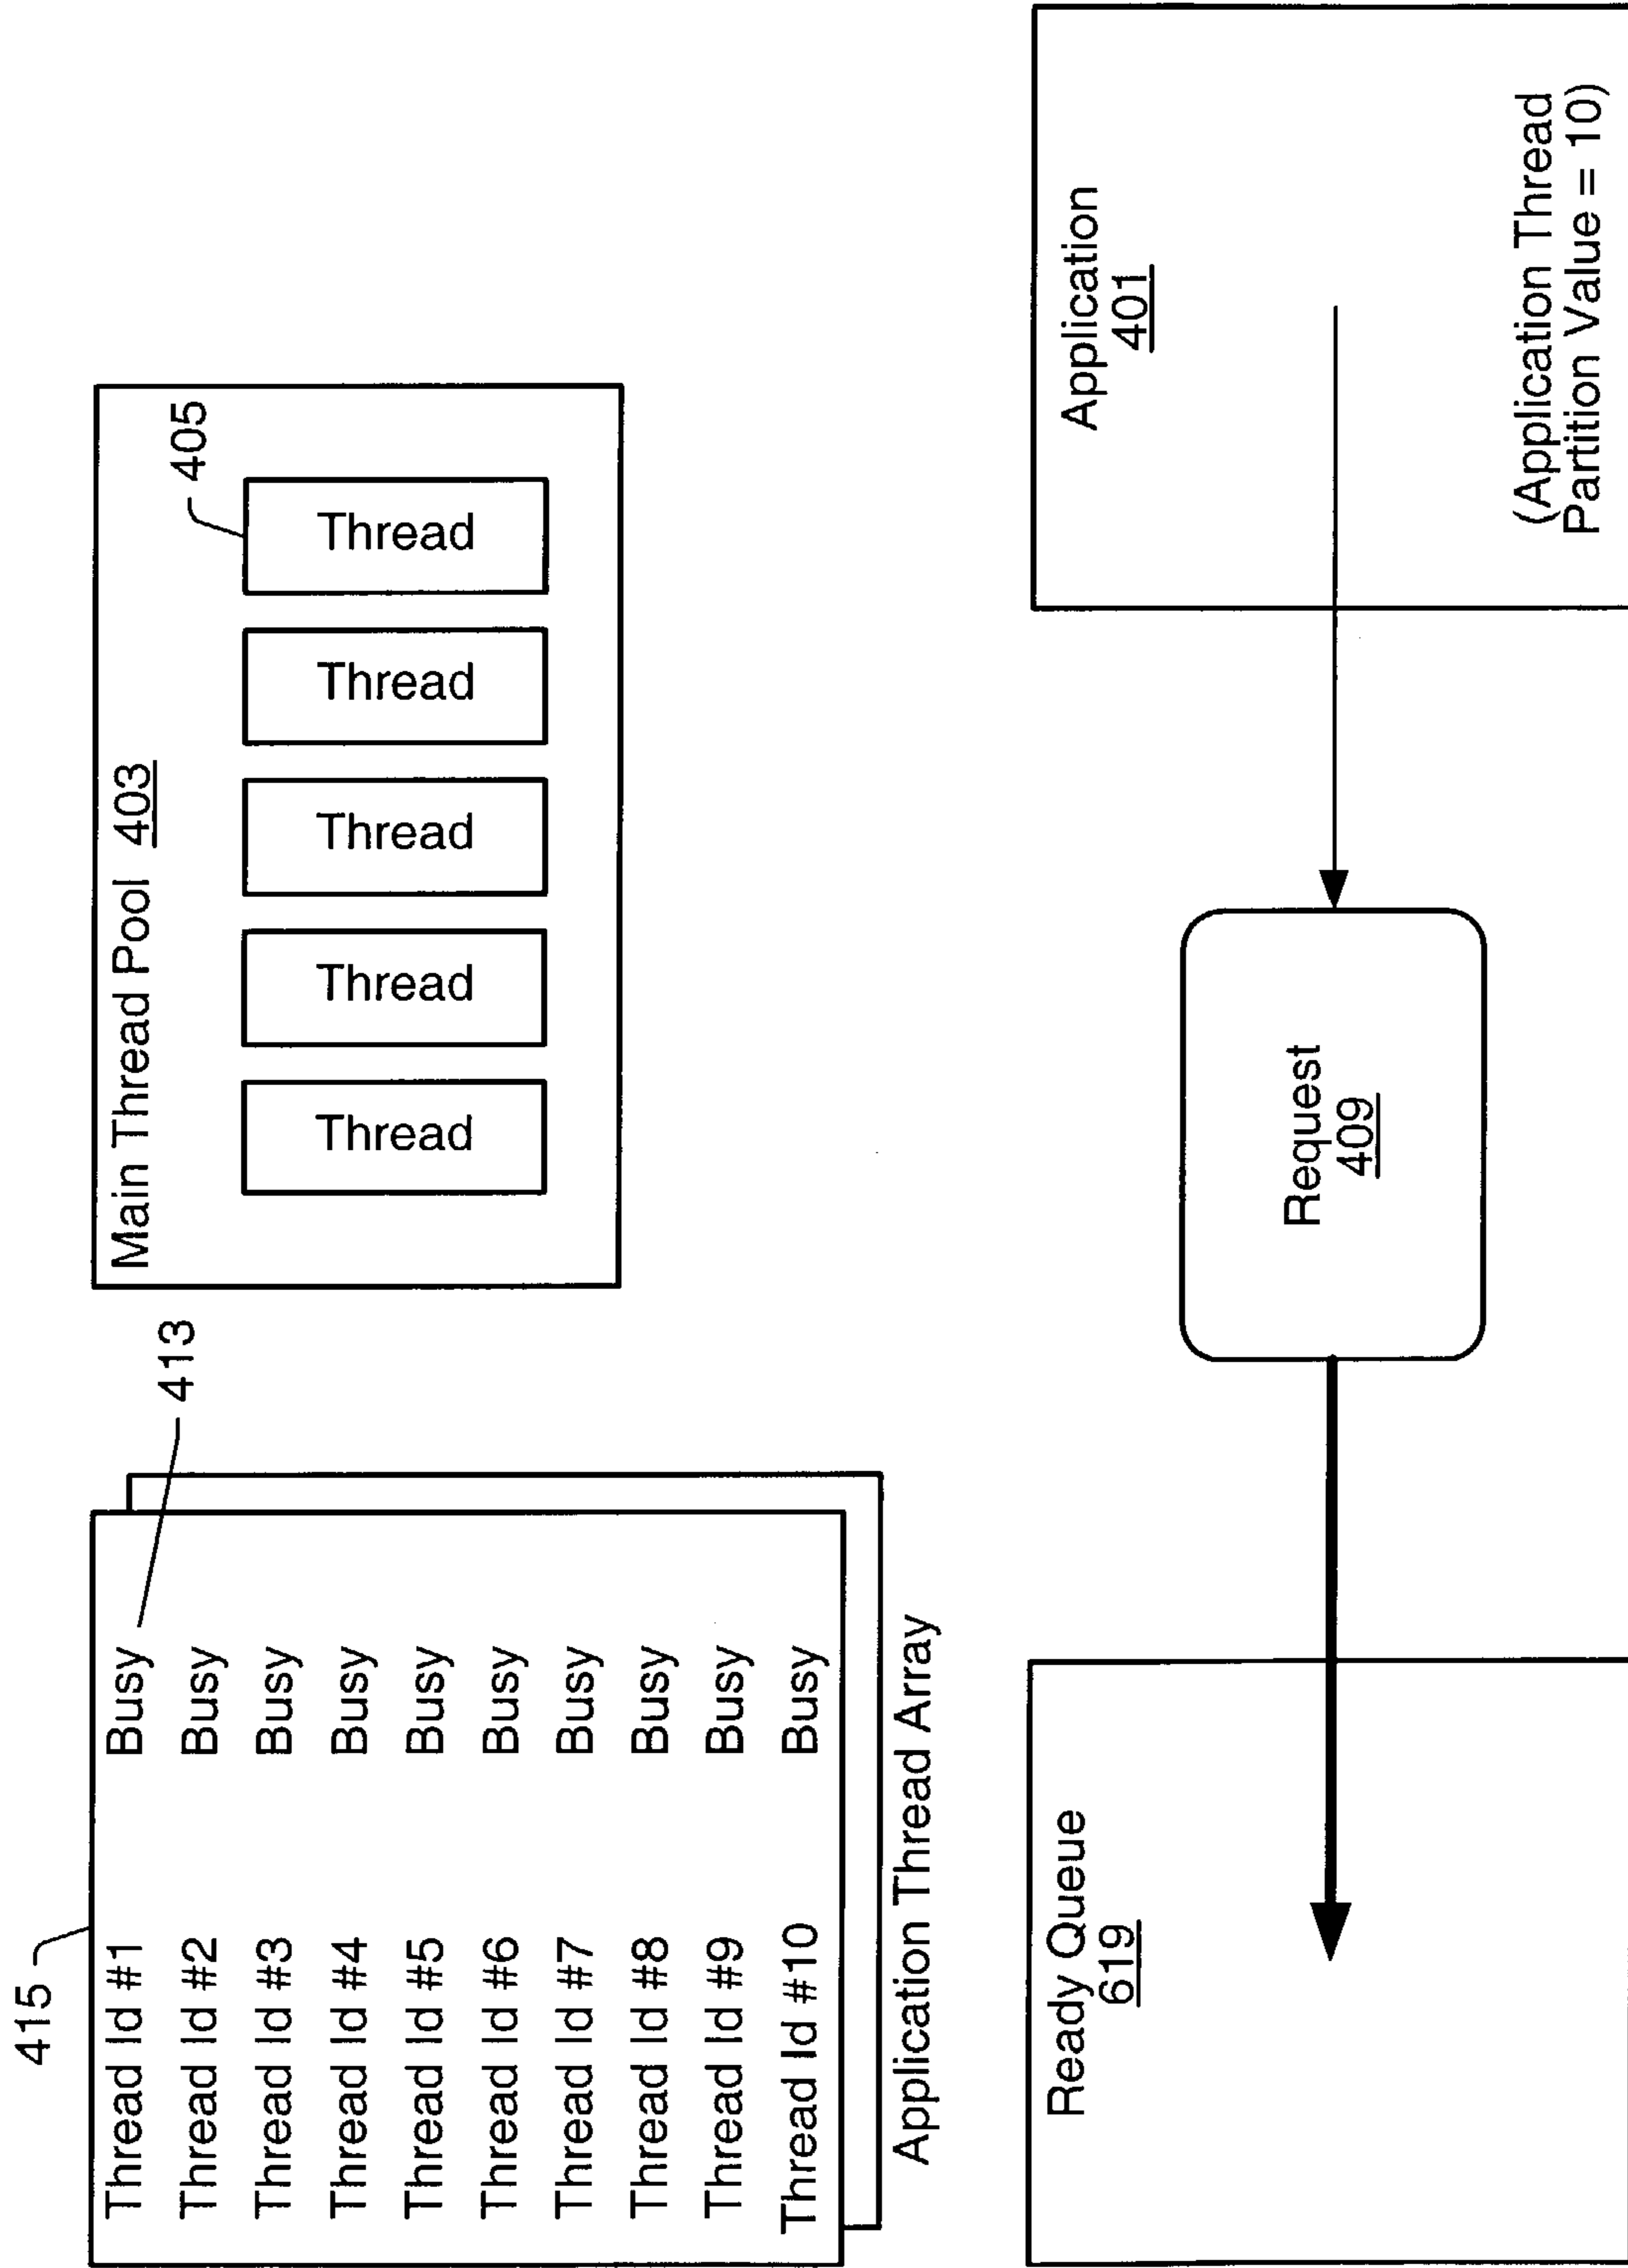 415
Thread Id #1 Busy
Thread Id #2 Busy
Thread Id #3 Busy
Thread Id #4 Busy
Thread Id #5 Busy
Thread Id #6 Busy
Thread Id #7 Busy
Thread Id #8 Busy
Thread Id #9 Busy
Thread Id #10 Busy
413
Application Thread Array
Main Thread Pool 403
405
Thread
Thread
Thread
Thread
Thread
Ready Queue
619
Request
409
Application
401
(Application Thread
Partition Value = 10)